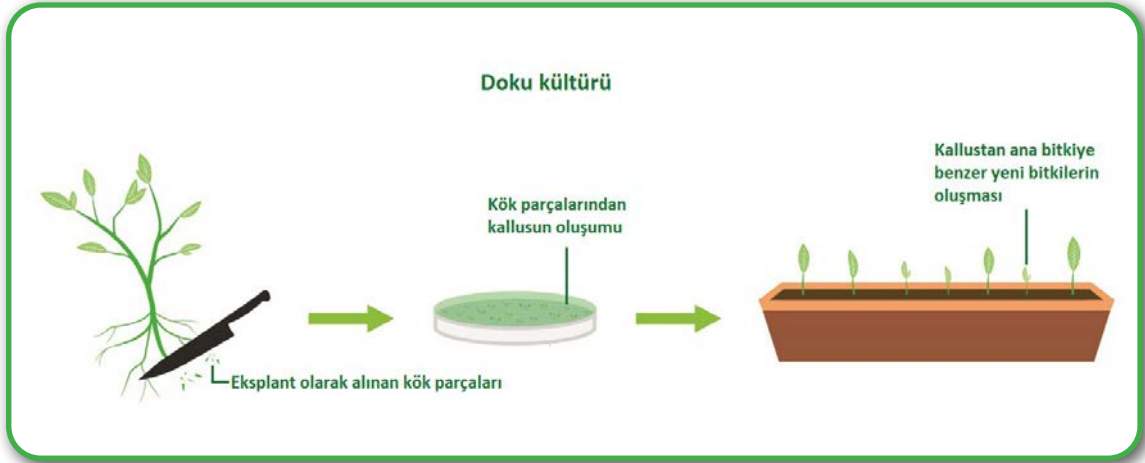 Doku kültürü
Kallustan ana bitkiye
benzer yeni bitkilerin
oluşması
Kök parçalarından
kallusun oluşumu
Eksplant olarak alınan kök parçaları